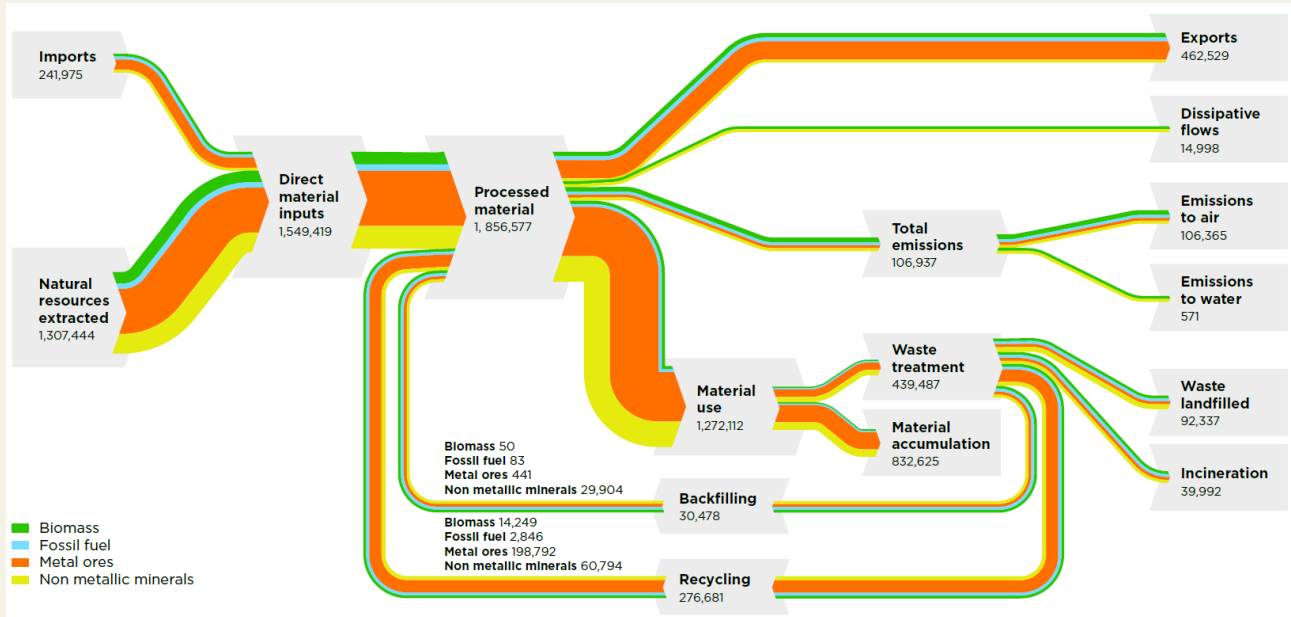 Imports
241,975
Natural
resources
extracted
1,307,444
Direct
material
inputs
1,549,419
Processed
material
1, 856,577
Exports
462,529
Dissipative
flows
14,998
Total
emissions
106,937
Emissions
to air
106,365
Emissions
to water
571
Material
use
1,272,112
Waste
treatment
439,487
Material
accumulation
832,625
Waste
landfilled
92,337
Incineration
39,992
Biomass 50
Fossil fuel 83
Metal ores 441
Non metallic minerals 29,904
Backfilling
30,478
Biomass 14,249
Fossil fuel 2,846
Metal ores 198,792
Non metallic minerals 60,794
Recycling
276,681
Biomass
Fossil fuel
Metal ores
Non metallic minerals